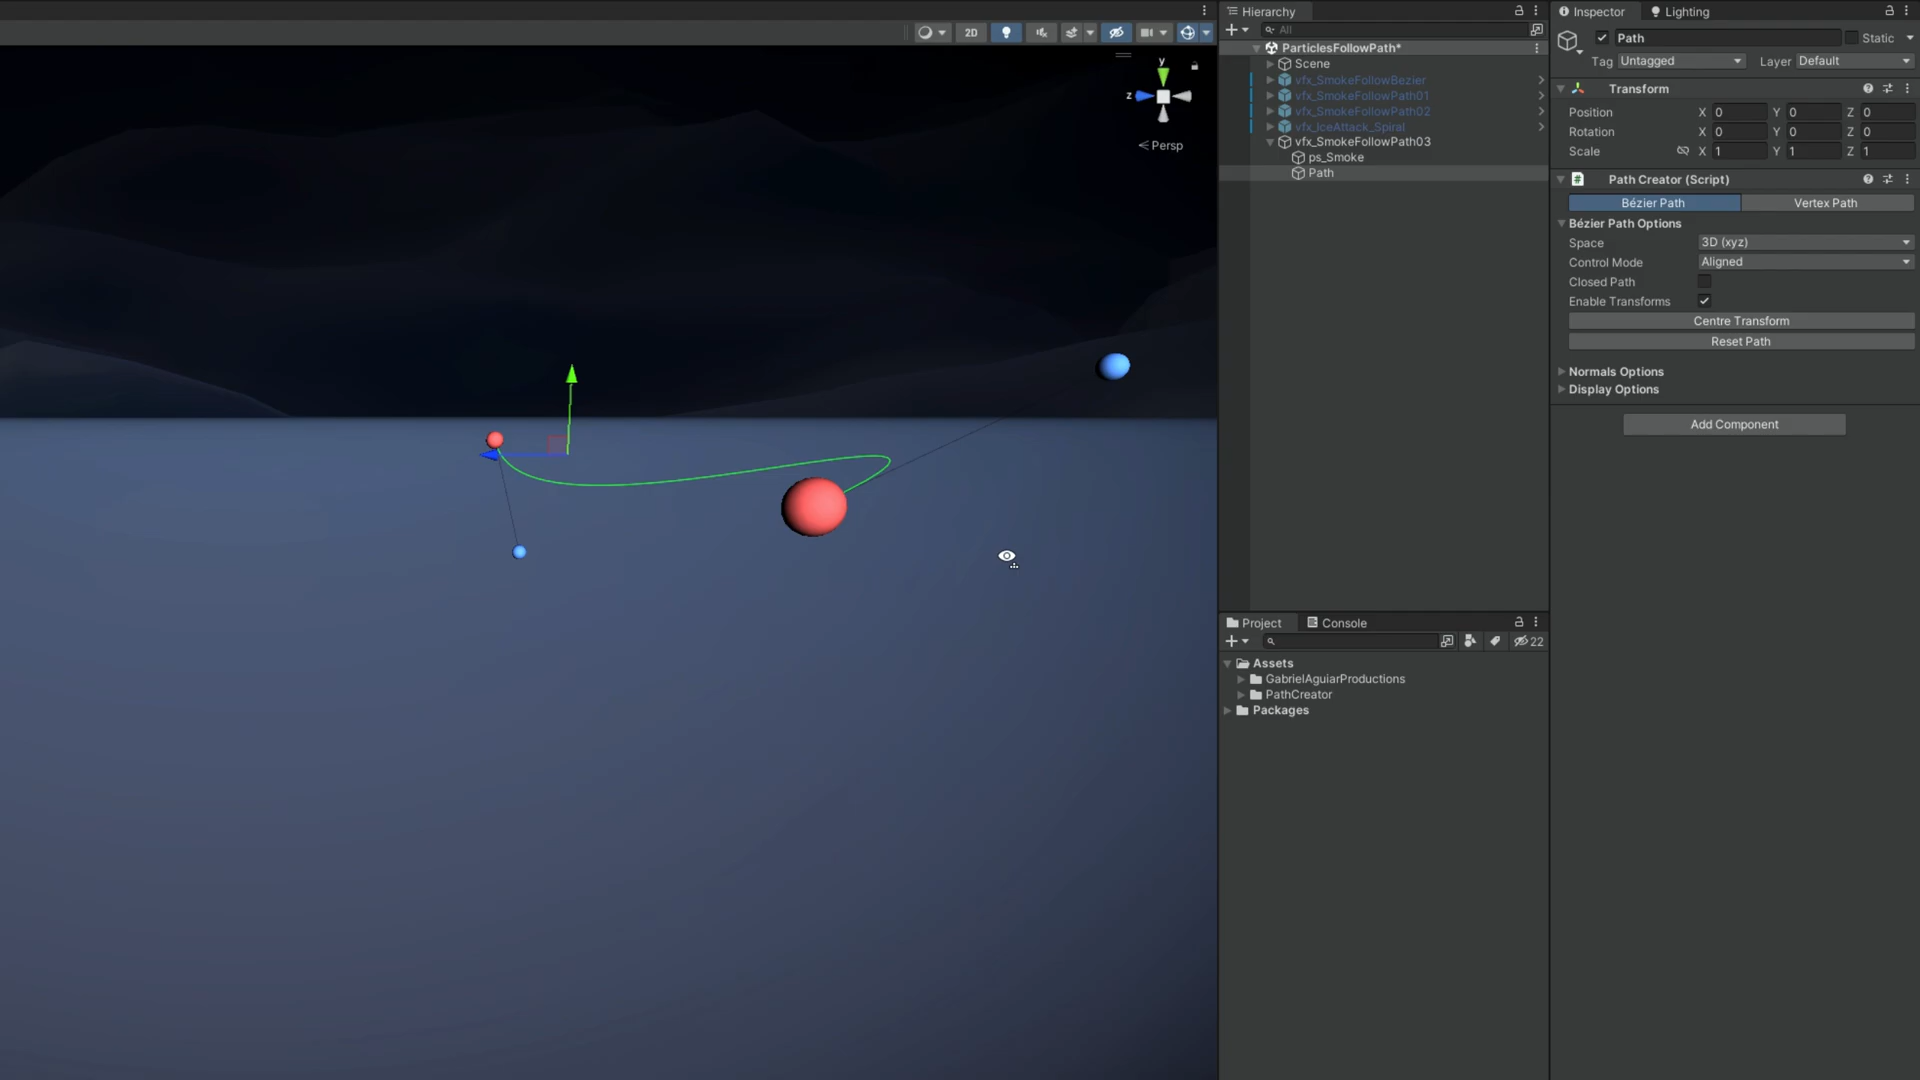 2D
y
z
Persp
Hierarchy
All
ParticlesFollowPath*
Scene
vfx_SmokeFollowBezier
vfx_SmokeFollowPath01
vfx_SmokeFollowPath02
vfx_IceAttack_Spiral
vfx_SmokeFollowPath03
ps_Smoke
Path
Project
Console
22
Assets
GabrielAguiarProductions
PathCreator
Packages
Inspector
Lighting
Path
Static
Tag Untagged
Layer Default
Transform
Position X 0 Y 0 Z 0
Rotation X 0 Y 0 Z 0
Scale X 1 Y 1 Z 1
# Path Creator (Script)
Bézier Path
Vertex Path
Bézier Path Options
Space 3D (xyz)
Control Mode Aligned
Closed Path
Enable Transforms
Centre Transform
Reset Path
Normals Options
Display Options
Add Component